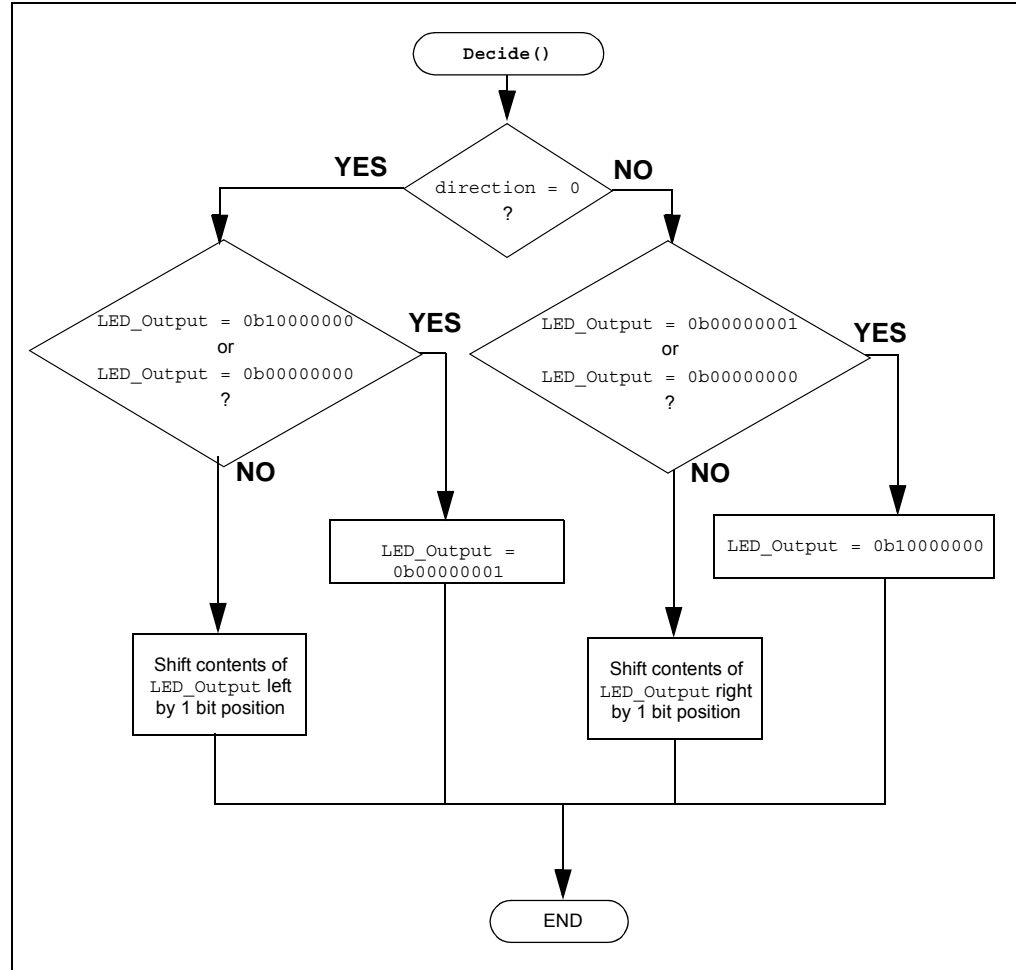 Decide()
YES
NO
direction = 0
?
LED_Output = 0b10000000
or
LED_Output = 0b00000000
?
YES
NO
LED_Output = 0b00000001
or
LED_Output = 0b00000000
?
YES
NO
LED_Output =
0b00000001
LED_Output = 0b10000000
Shift contents of
LED_Output left
by 1 bit position
Shift contents of
LED_Output right
by 1 bit position
END